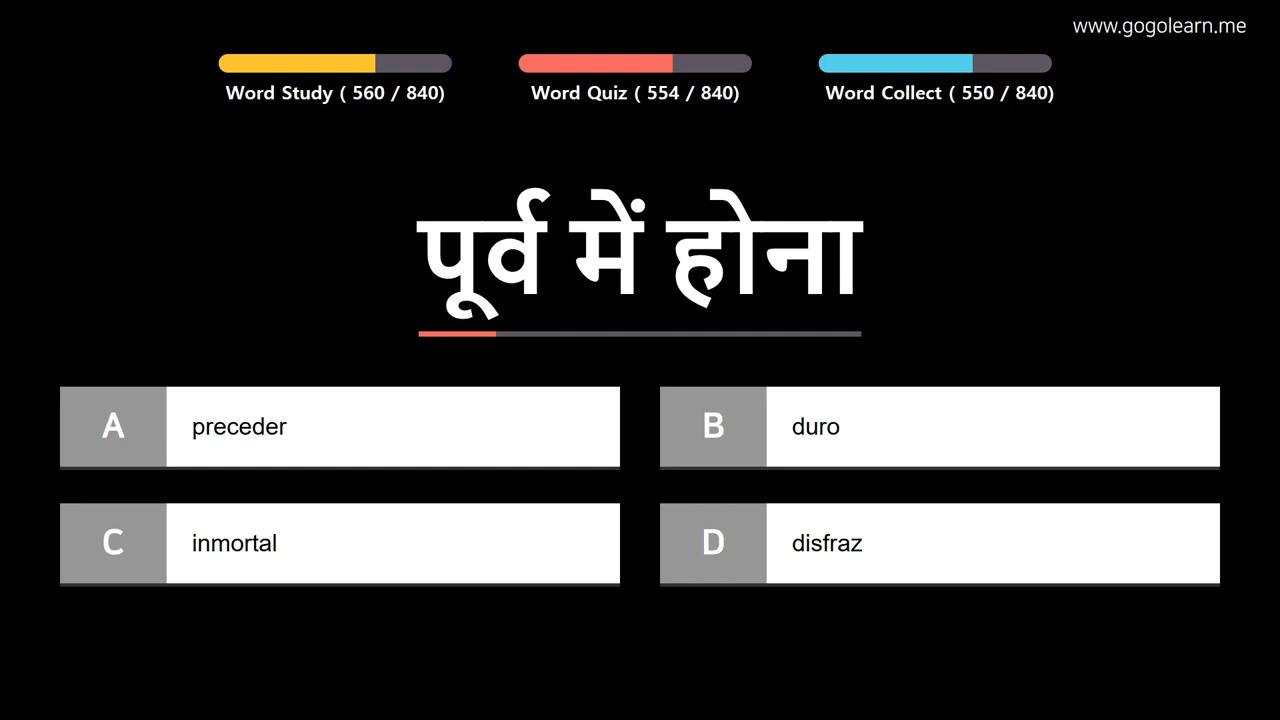 www.gogolearn.me
Word Study ( 560 / 840)
Word Quiz ( 554 / 840)
Word Collect ( 550 / 840)
पूर्व में होना
A preceder
B duro
C inmortal
D disfraz